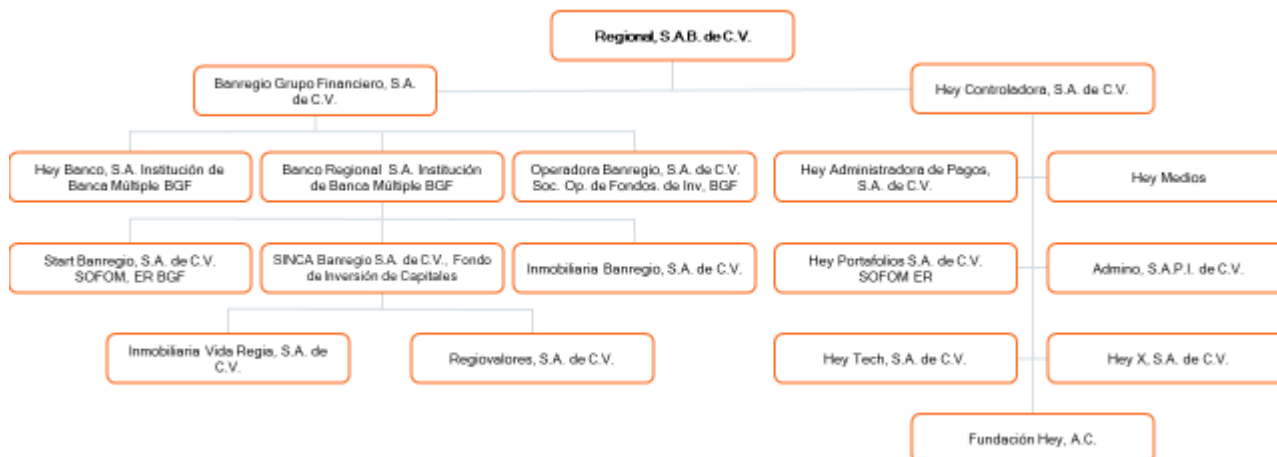 Regional, S.A.B. de C.V.
Banregio Grupo Financiero, S.A.
de C.V.
Hey Controladora, S.A. de C.V.
Hey Banco, S.A. Institución de
Banca Múltiple BGF
Banco Regional S.A. Institución
de Banca Múltiple BGF
Operadora Banregio, S.A. de C.V.
Soc. Op. de Fondos. de Inv, BGF
Hey Administradora de Pagos,
S.A. de C.V.
Hey Medios
Start Banregio, S.A. de C.V.
SOFOM, ER BGF
SINCA Banregio S.A. de C.V., Fondo
de Inversión de Capitales
Inmobiliaria Banregio, S.A. de C.V.
Hey Portafolios S.A. de C.V.
SOFOM ER
Admino, S.A.P.I. de C.V.
Inmobiliaria Vida Regia, S.A. de
C.V.
Regiovalores, S.A. de C.V.
Hey Tech, S.A. de C.V.
Hey X, S.A. de C.V.
Fundación Hey, A.C.